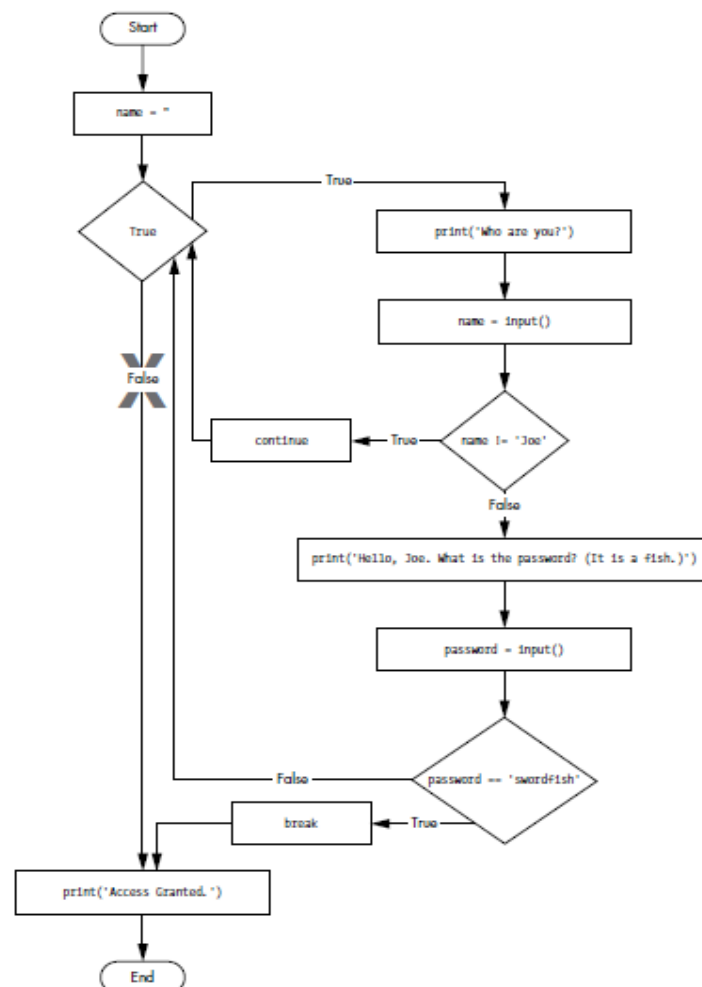 Start
name = ''
True
True
print('Who are you?')
name = input()
False
continue
True
name != 'Joe'
False
print('Hello, Joe. What is the password? (It is a fish.)')
password = input()
False
password == 'swordfish'
break
True
print('Access Granted.')
End